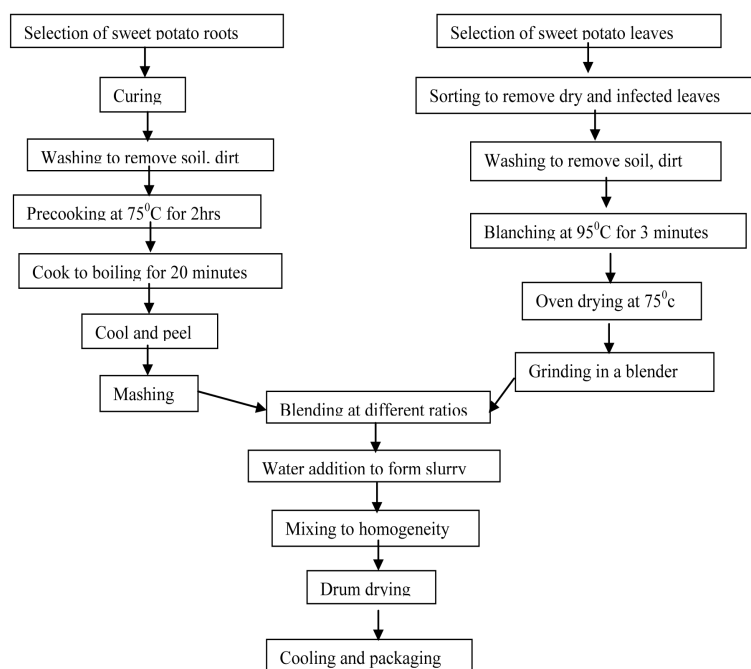 Selection of sweet potato roots
Curing
Washing to remove soil, dirt
Precooking at 75⁰C for 2hrs
Cook to boiling for 20 minutes
Cool and peel
Mashing
Selection of sweet potato leaves
Sorting to remove dry and infected leaves
Washing to remove soil, dirt
Blanching at 95⁰C for 3 minutes
Oven drying at 75⁰c
Grinding in a blender
Blending at different ratios
Water addition to form slurry
Mixing to homogeneity
Drum drying
Cooling and packaging